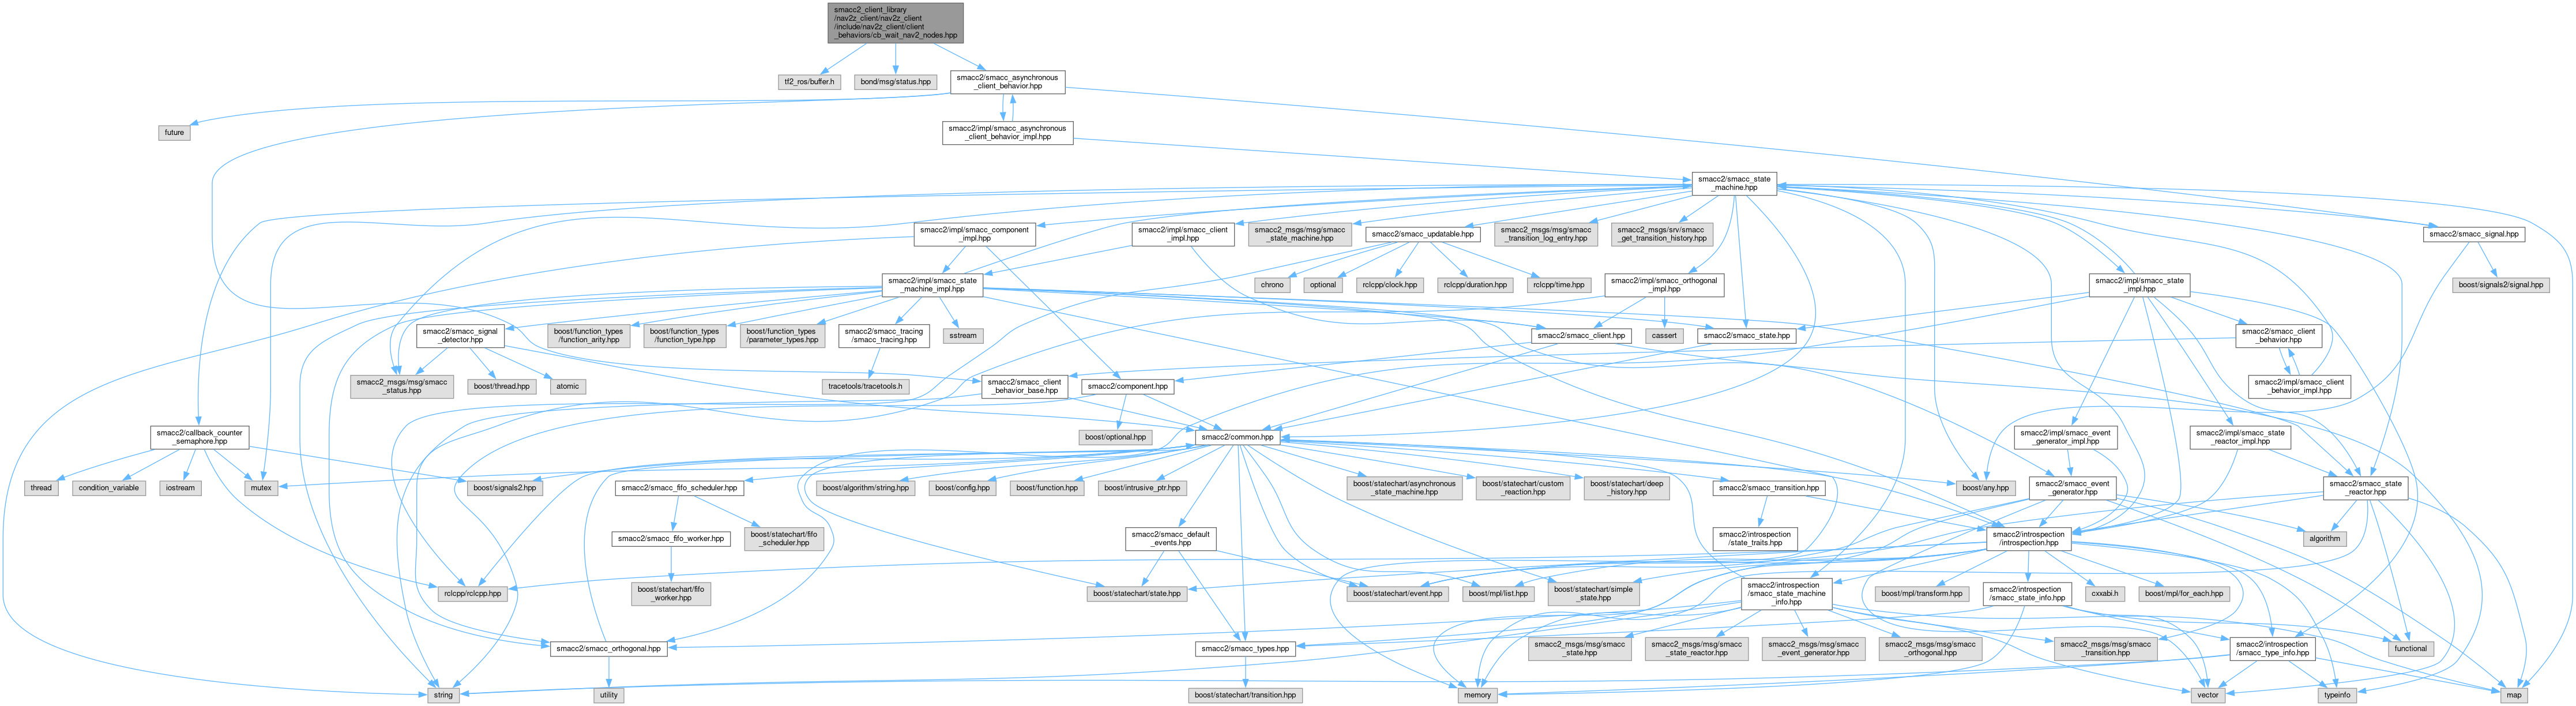 smacc2_client_library
/nav2z_client/nav2z_client
/include/nav2z_client/client
_behaviors/cb_wait_nav2_nodes.hpp
tf2_ros/buffer.h
bond/msg/status.hpp
smacc2/smacc_asynchronous
_client_behavior.hpp
future
smacc2/impl/smacc_asynchronous
_client_behavior_impl.hpp
smacc2/smacc_state
_machine.hpp
smacc2/impl/smacc_component
_impl.hpp
smacc2/impl/smacc_client
_impl.hpp
smacc2_msgs/msg/smacc
_state_machine.hpp
smacc2/smacc_updatable.hpp
smacc2_msgs/msg/smacc
_transition_log_entry.hpp
smacc2_msgs/srv/smacc
_get_transition_history.hpp
smacc2/smacc_signal.hpp
smacc2/impl/smacc_state
_machine_impl.hpp
chrono
optional
rclcpp/clock.hpp
rclcpp/duration.hpp
rclcpp/time.hpp
smacc2/impl/smacc_orthogonal
_impl.hpp
smacc2/impl/smacc_state
_impl.hpp
boost/signals2/signal.hpp
smacc2/smacc_signal
_detector.hpp
boost/function_types
/function_arity.hpp
boost/function_types
/function_type.hpp
boost/function_types
/parameter_types.hpp
smacc2/smacc_tracing
/smacc_tracing.hpp
sstream
smacc2/smacc_client.hpp
cassert
smacc2/smacc_state.hpp
smacc2/smacc_client
_behavior.hpp
smacc2_msgs/msg/smacc
_status.hpp
boost/thread.hpp
atomic
tracetools/tracetools.h
smacc2/smacc_client
_behavior_base.hpp
smacc2/component.hpp
smacc2/impl/smacc_client
_behavior_impl.hpp
smacc2/callback_counter
_semaphore.hpp
boost/optional.hpp
smacc2/common.hpp
smacc2/impl/smacc_event
_generator_impl.hpp
smacc2/impl/smacc_state
_reactor_impl.hpp
thread
condition_variable
iostream
mutex
boost/signals2.hpp
smacc2/smacc_fifo_scheduler.hpp
boost/algorithm/string.hpp
boost/config.hpp
boost/function.hpp
boost/intrusive_ptr.hpp
boost/statechart/asynchronous
_state_machine.hpp
boost/statechart/custom
_reaction.hpp
boost/statechart/deep
_history.hpp
smacc2/smacc_transition.hpp
boost/any.hpp
smacc2/smacc_event
_generator.hpp
smacc2/smacc_state
_reactor.hpp
smacc2/smacc_fifo_worker.hpp
boost/statechart/fifo
_scheduler.hpp
smacc2/smacc_default
_events.hpp
smacc2/introspection
/state_traits.hpp
smacc2/introspection
/introspection.hpp
algorithm
rclcpp/rclcpp.hpp
boost/statechart/fifo
_worker.hpp
boost/statechart/state.hpp
boost/statechart/event.hpp
boost/mpl/list.hpp
boost/statechart/simple
_state.hpp
smacc2/introspection
/smacc_state_machine
_info.hpp
boost/mpl/transform.hpp
smacc2/introspection
/smacc_state_info.hpp
cxxabi.h
boost/mpl/for_each.hpp
smacc2/smacc_orthogonal.hpp
smacc2/smacc_types.hpp
smacc2_msgs/msg/smacc
_state.hpp
smacc2_msgs/msg/smacc
_state_reactor.hpp
smacc2_msgs/msg/smacc
_event_generator.hpp
smacc2_msgs/msg/smacc
_orthogonal.hpp
smacc2_msgs/msg/smacc
_transition.hpp
smacc2/introspection
/smacc_type_info.hpp
functional
string
utility
boost/statechart/transition.hpp
memory
vector
typeinfo
map